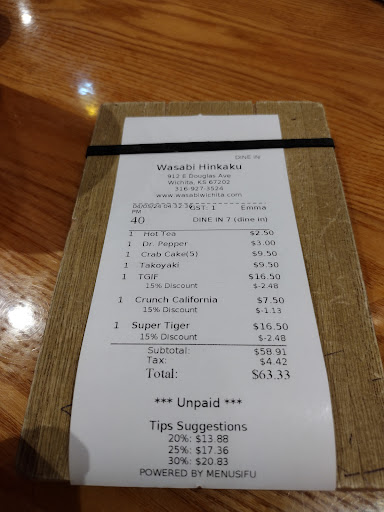 DINE IN
Wasabi Hinkaku
912 E Douglas Ave
Wichita, KS 67202
316-927-3524
www.wasabiwichita.com
GST: 1 Emma
PM
40 DINE IN 7 (dine in)
1 Hot Tea $2.50
1 Dr. Pepper $3.00
1 Crab Cake(5) $9.50
1 Takoyaki $9.50
1 TGIF $16.50
15% Discount $-2.48
1 Crunch California $7.50
15% Discount $-1.13
1 Super Tiger $16.50
15% Discount $-2.48
Subtotal: $58.91
Tax: $4.42
Total: $63.33
*** Unpaid ***
Tips Suggestions
20%: $13.88
25%: $17.36
30%: $20.83
POWERED BY MENUSIFU